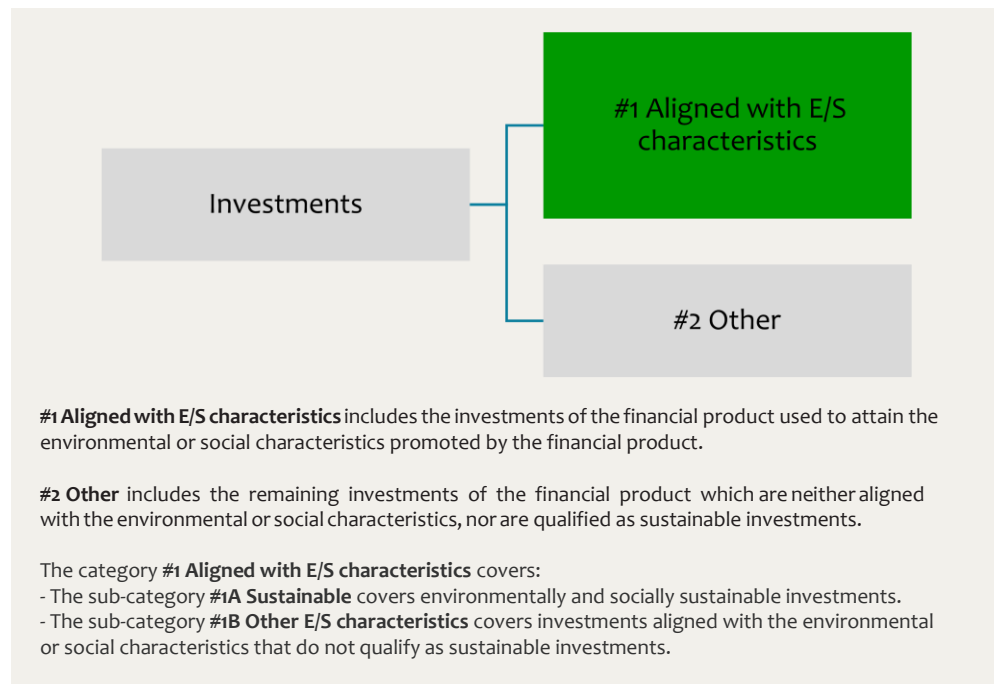 #1 Aligned with E/S
characteristics
Investments
#2 Other
#1 Aligned with E/S characteristics includes the investments of the financial product used to attain the
environmental or social characteristics promoted by the financial product.
#2 Other includes the remaining investments of the financial product which are neither aligned
with the environmental or social characteristics, nor are qualified as sustainable investments.
The category #1 Aligned with E/S characteristics covers:
- The sub-category #1A Sustainable covers environmentally and socially sustainable investments.
- The sub-category #1B Other E/S characteristics covers investments aligned with the environmental
or social characteristics that do not qualify as sustainable investments.